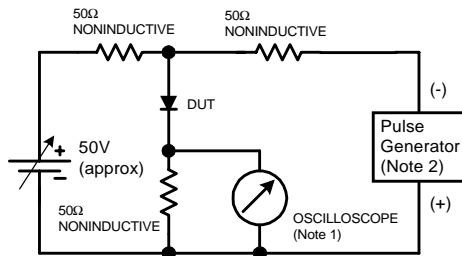 50Ω
NONINDUCTIVE
50Ω
NONINDUCTIVE
DUT
(-)
+
50V
(approx)
-
Pulse
Generator
(Note 2)
50Ω
NONINDUCTIVE
OSCILLOSCOPE
(Note 1)
(+)